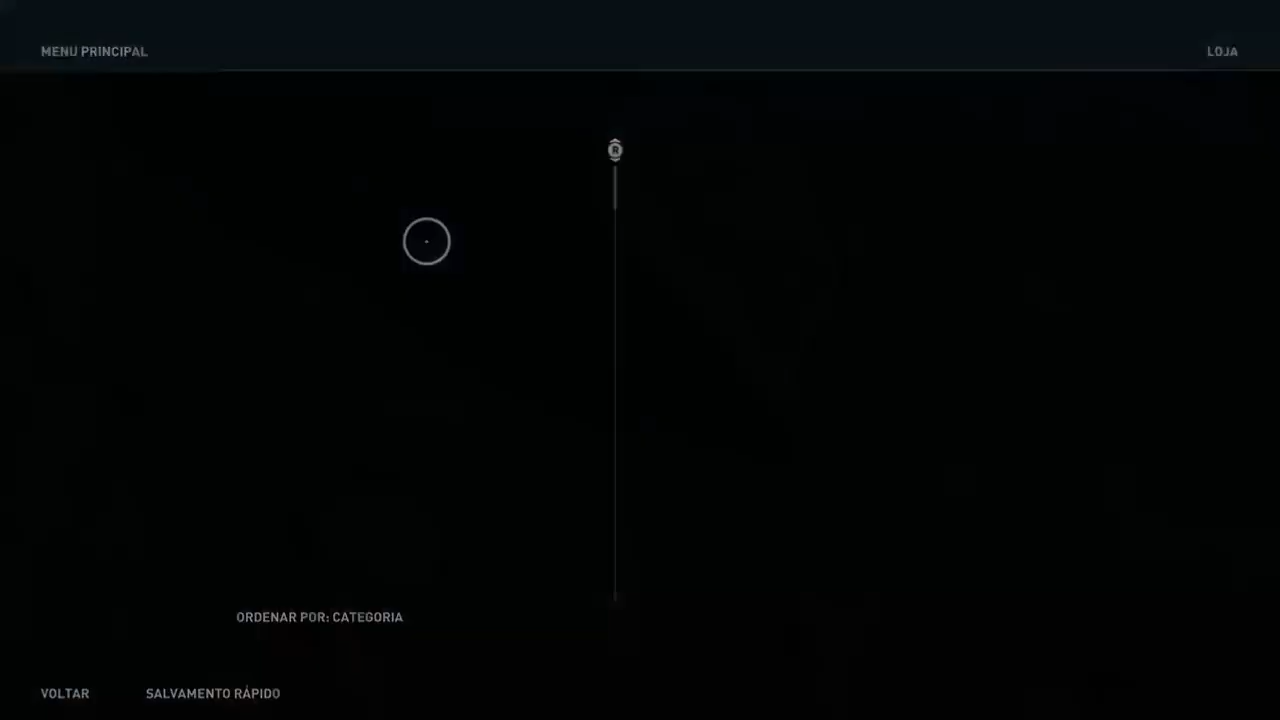 MENU PRINCIPAL
LOJA
R
ORDENAR POR: CATEGORIA
VOLTAR
SALVAMENTO RÁPIDO